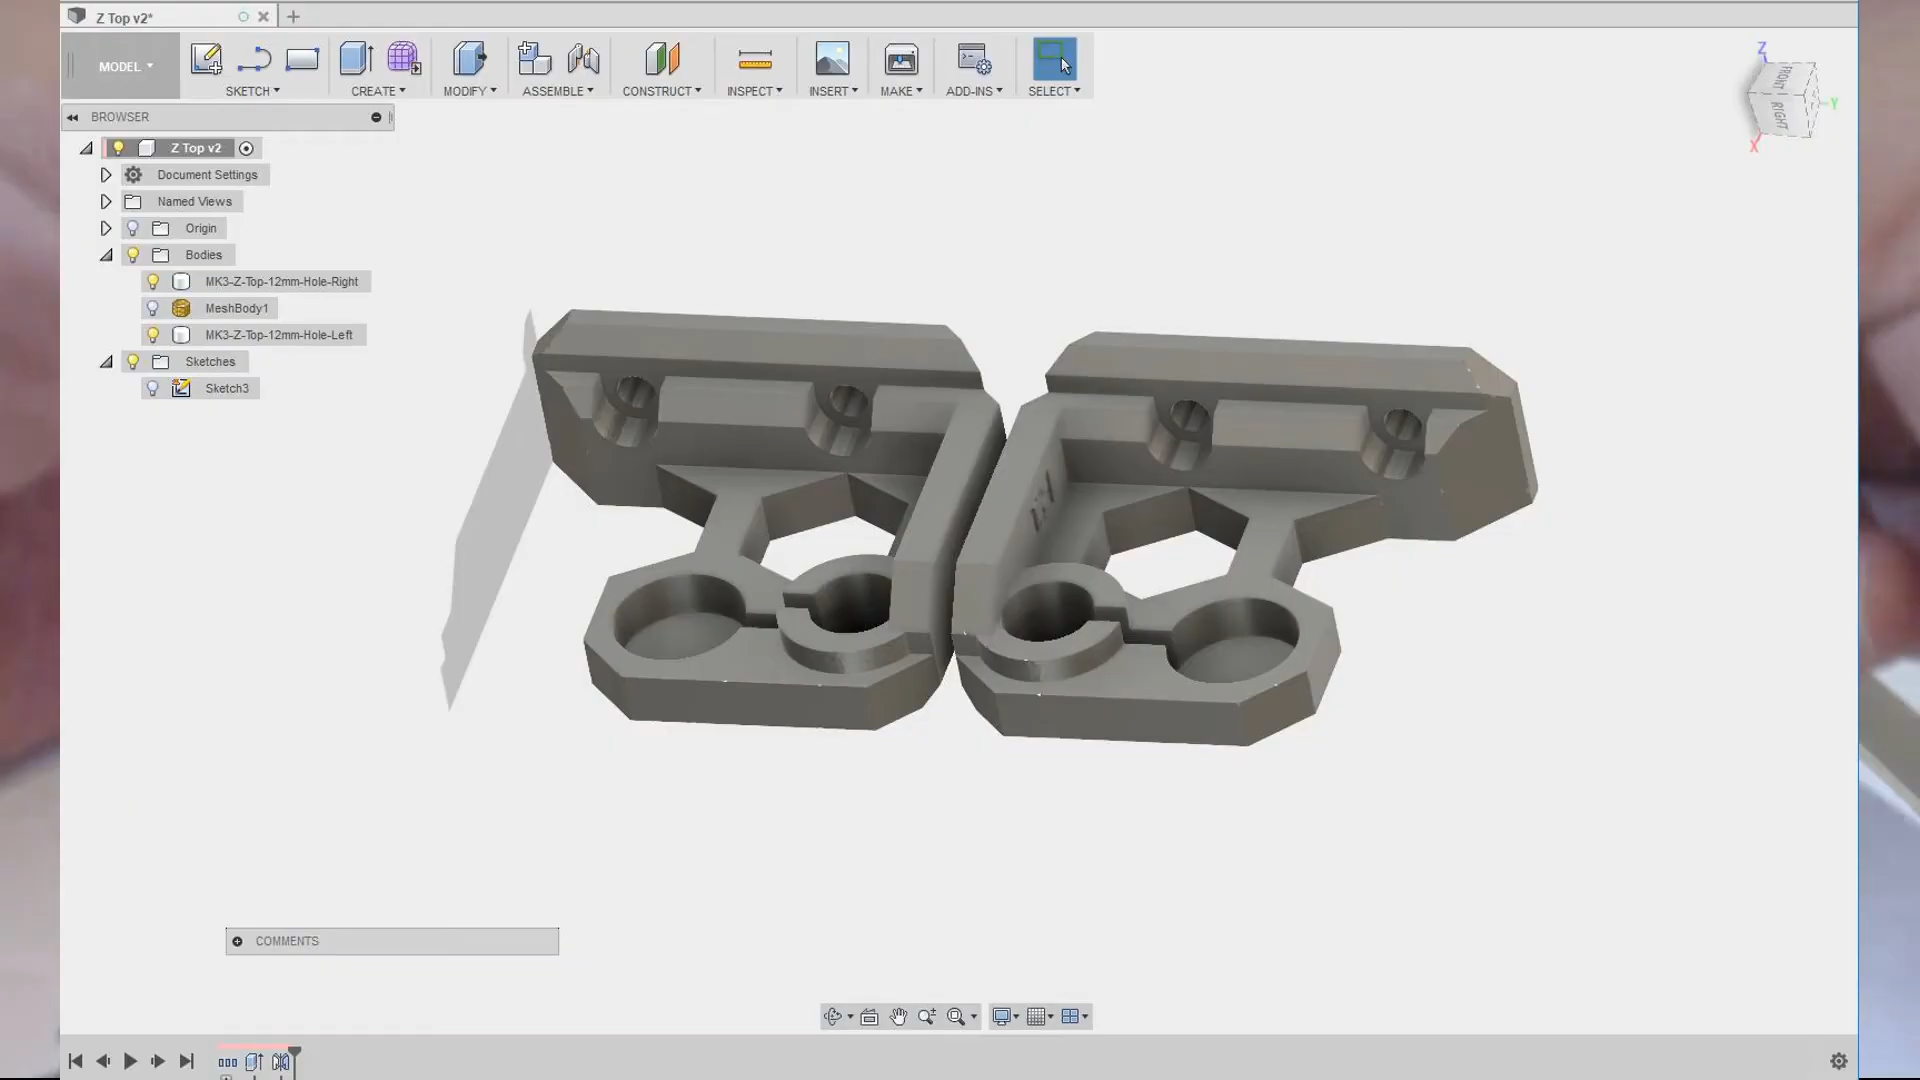 Z Top v2*
MODEL
SKETCH
CREATE
MODIFY
ASSEMBLE
CONSTRUCT
INSPECT
INSERT
MAKE
ADD-INS
SELECT
Z
FRONT
RIGHT
Y
X
BROWSER
Z Top v2
Document Settings
Named Views
Origin
Bodies
MK3-Z-Top-12mm-Hole-Right
MeshBody1
MK3-Z-Top-12mm-Hole-Left
Sketches
Sketch3
COMMENTS